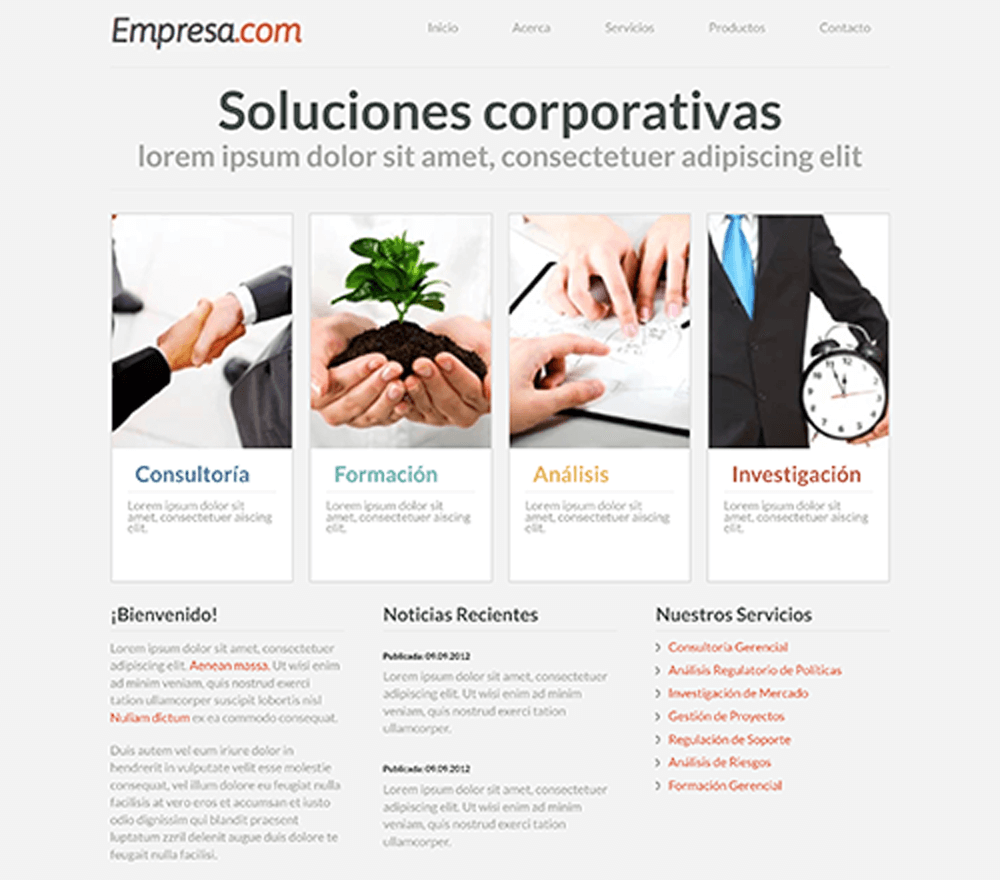 Empresa.com
Inicio Acerca Servicios Productos Contacto
Soluciones corporativas
lorem ipsum dolor sit amet, consectetuer adipiscing elit
Consultoría
Lorem ipsum dolor sit
amet, consectetuer aiscing
elit.
Formación
Lorem ipsum dolor sit
amet, consectetuer aiscing
elit.
Análisis
Lorem ipsum dolor sit
amet, consectetuer aiscing
elit.
Investigación
Lorem ipsum dolor sit
amet, consectetuer aiscing
elit.
¡Bienvenido!
Lorem ipsum dolor sit amet, consectetuer
adipiscing elit. Aenean massa. Ut wisi enim
ad minim veniam, quis nostrud exerci
tation ullamcorper suscipit lobortis nisl
Nullam dictum ex ea commodo consequat.
Duis autem vel eum iriure dolor in
hendrerit in vulputate velit esse molestie
consequat, vel illum dolore eu feugiat nulla
facilisis at vero eros et accumsan et iusto
odio dignissim qui blandit praesent
luptatum zzril delenit augue duis dolore te
feugait nulla facilisi.
Noticias Recientes
Publicada: 09.09.2012
Lorem ipsum dolor sit amet, consectetuer
adipiscing elit. Ut wisi enim ad minim
veniam, quis nostrud exerci tation
ullamcorper.
Publicada: 09.09.2012
Lorem ipsum dolor sit amet, consectetuer
adipiscing elit. Ut wisi enim ad minim
veniam, quis nostrud exerci tation
ullamcorper.
Nuestros Servicios
Consultoría Gerencial
Análisis Regulatorio de Políticas
Investigación de Mercado
Gestión de Proyectos
Regulación de Soporte
Análisis de Riesgos
Formación Gerencial